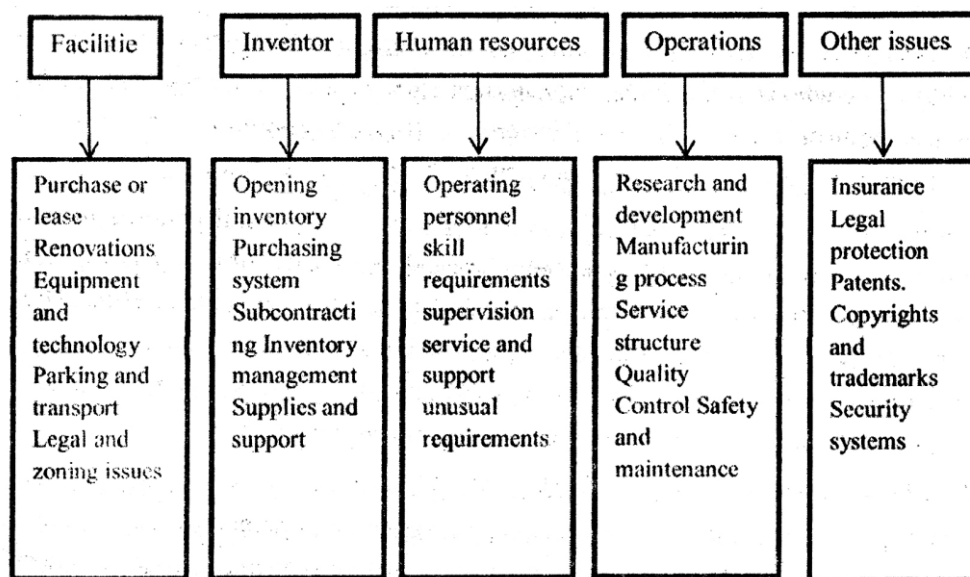 Facilitie
Inventor
Human resources
Operations
Other issues
Purchase or
lease
Renovations
Equipment
and
technology
Parking and
transport
Legal and
zoning issues
Opening
inventory
Purchasing
system
Subcontracti
ng Inventory
management
Supplies and
support
Operating
personnel
skill
requirements
supervision
service and
support
unusual
requirements
Research and
development
Manufacturin
g process
Service
structure
Quality
Control Safety
and
maintenance
Insurance
Legal
protection
Patents.
Copyrights
and
trademarks
Security
systems